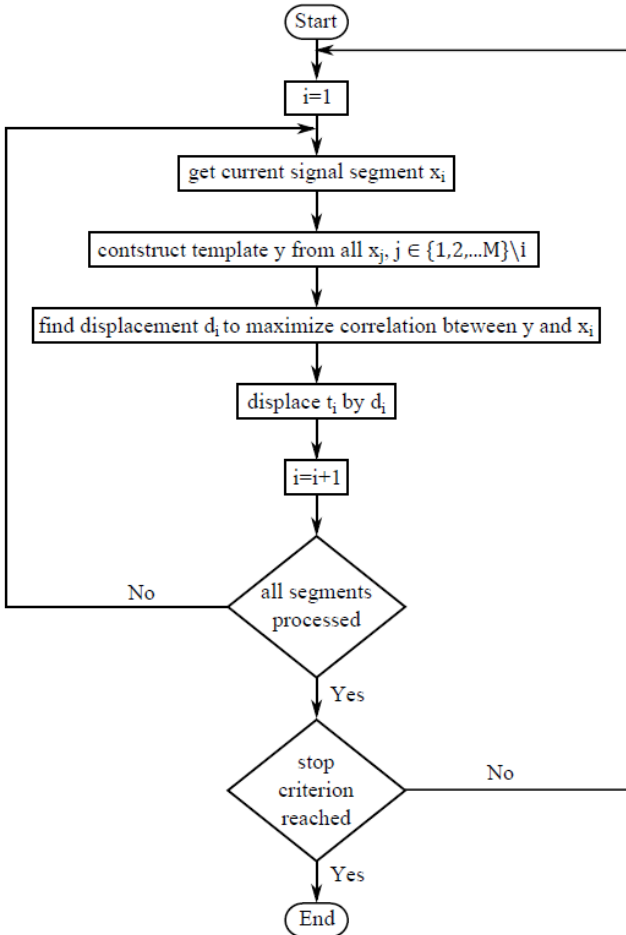 Start
i=1
get current signal segment xᵢ
contstruct template y from all xⱼ, j ∈ {1,2,...M}\i
find displacement dᵢ to maximize correlation bteween y and xᵢ
displace tᵢ by dᵢ
i=i+1
No
all segments
processed
Yes
stop
criterion
reached
No
Yes
End